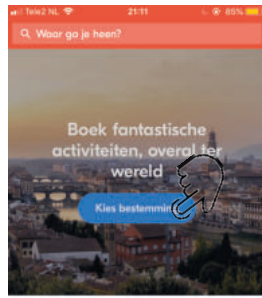 Tele2 NL 21:11 85%
Waar ga je heen?
Boek fantastische
activiteiten, overal ter
wereld
Kies bestemming